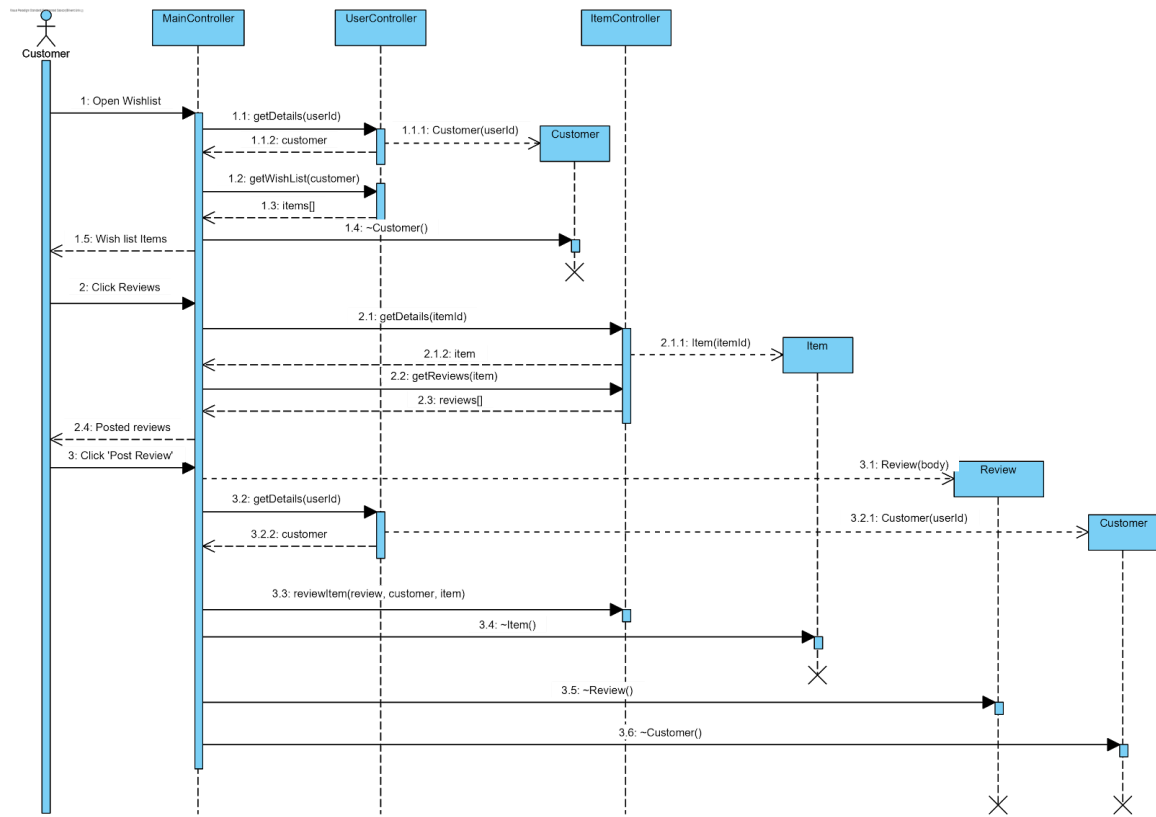 MainController
UserController
ItemController
Customer
1: Open Wishlist
1.1: getDetails(userId)
1.1.1: Customer(userId)
Customer
1.1.2: customer
1.2: getWishList(customer)
1.3: items[]
1.4: ~Customer()
1.5: Wish list Items
2: Click Reviews
2.1: getDetails(itemId)
2.1.1: Item(itemId)
Item
2.1.2: item
2.2: getReviews(item)
2.3: reviews[]
2.4: Posted reviews
3: Click 'Post Review'
3.1: Review(body)
Review
3.2: getDetails(userId)
3.2.1: Customer(userId)
Customer
3.2.2: customer
3.3: reviewItem(review, customer, item)
3.4: ~Item()
3.5: ~Review()
3.6: ~Customer()